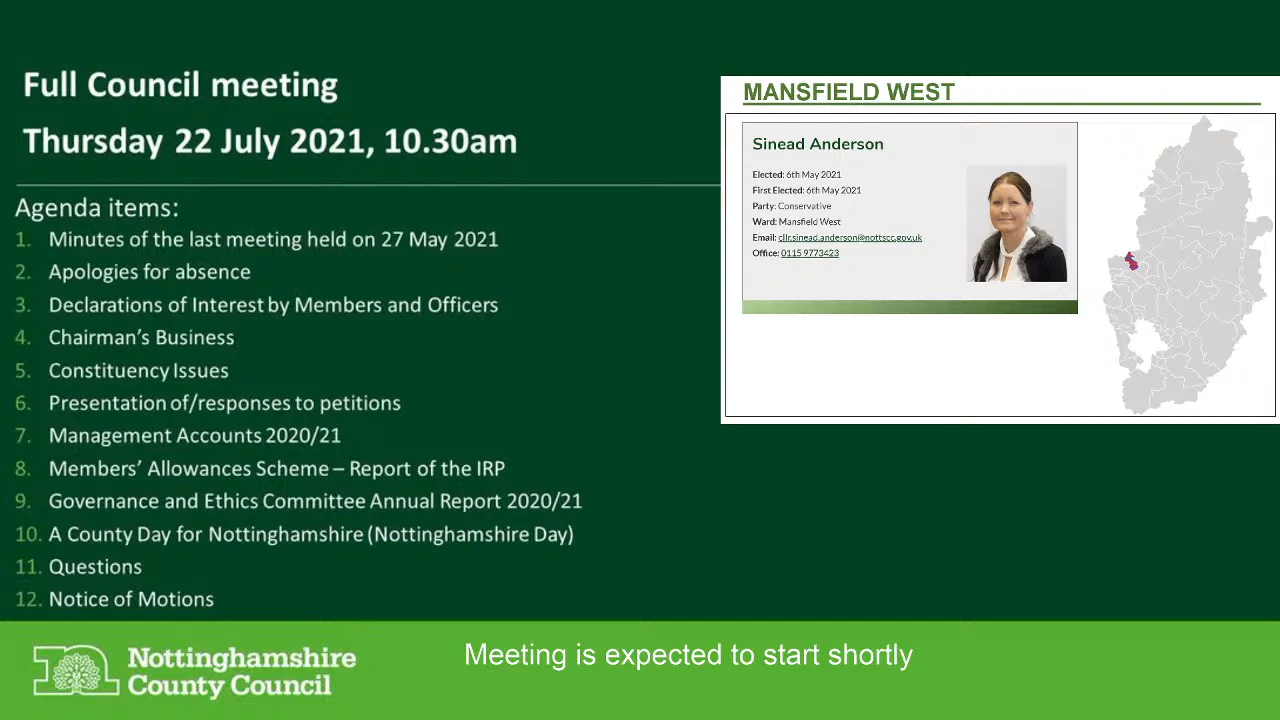 Full Council meeting
Thursday 22 July 2021, 10.30am
Agenda items:
1. Minutes of the last meeting held on 27 May 2021
2. Apologies for absence
3. Declarations of Interest by Members and Officers
4. Chairman's Business
5. Constituency Issues
6. Presentation of/responses to petitions
7. Management Accounts 2020/21
8. Members' Allowances Scheme – Report of the IRP
9. Governance and Ethics Committee Annual Report 2020/21
10. A County Day for Nottinghamshire (Nottinghamshire Day)
11. Questions
12. Notice of Motions
MANSFIELD WEST
Sinead Anderson
Elected: 6th May 2021
First Elected: 6th May 2021
Party: Conservative
Ward: Mansfield West
Email: cllr.sinead.anderson@nottscc.gov.uk
Office: 0115 9773423
Nottinghamshire
County Council
Meeting is expected to start shortly